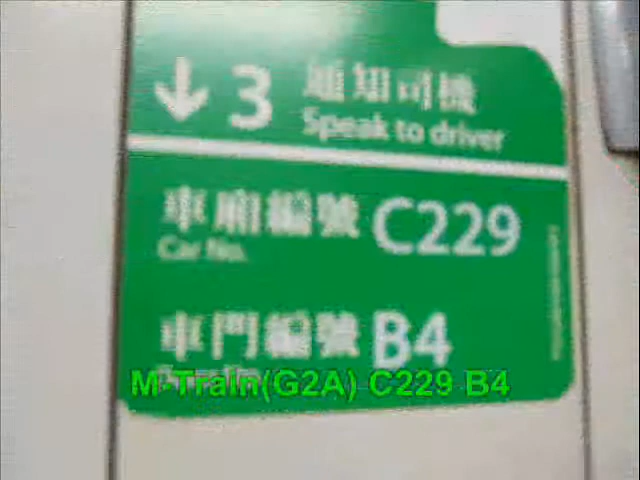 ↓ 3 通知司機
Speak to driver
車廂編號 C229
Car No.
車門編號 B4
M-Train(G2A) C229 B4